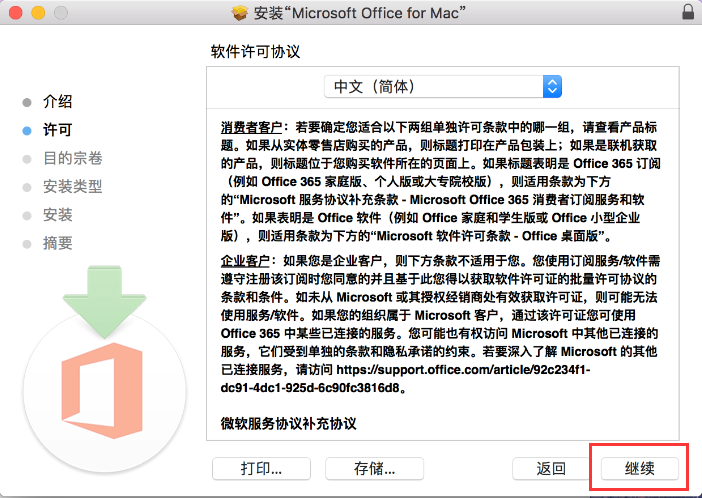 安装“Microsoft Office for Mac”
软件许可协议
中文（简体）
介绍
许可
目的宗卷
安装类型
安装
摘要
消费者客户：若要确定您适合以下两组单独许可条款中的哪一组，请查看产品标
题。如果从实体零售店购买的产品，则标题打印在产品包装上；如果是联机获取
的产品，则标题位于您购买软件所在的页面上。如果标题表明是 Office 365 订阅
（例如 Office 365 家庭版、个人版或大专院校版），则适用条款为下方
的“Microsoft 服务协议补充条款 - Microsoft Office 365 消费者订阅服务和软
件”。如果表明是 Office 软件（例如 Office 家庭和学生版或 Office 小型企业
版），则适用条款为下方的“Microsoft 软件许可条款 - Office 桌面版”。
企业客户：如果您是企业客户，则下方条款不适用于您。您使用订阅服务/软件需
遵守注册该订阅时您同意的并且基于此您得以获取软件许可证的批量许可协议的
条款和条件。如未从 Microsoft 或其授权经销商处有效获取许可证，则可能无法
使用服务/软件。如果您的组织属于 Microsoft 客户，通过该许可证您可使用
Office 365 中某些已连接的服务。您可能也有权访问 Microsoft 中其他已连接的
服务，它们受到单独的条款和隐私承诺的约束。若要深入了解 Microsoft 的其他
已连接服务，请访问 https://support.office.com/article/92c234f1-
dc91-4dc1-925d-6c90fc3816d8。
微软服务协议补充协议
打印...
存储...
返回
继续